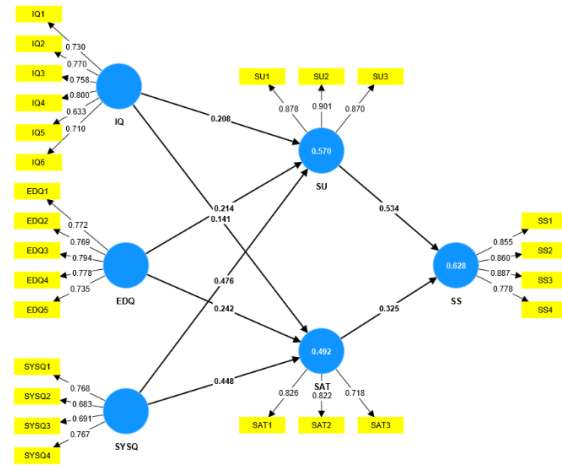 IQ1
IQ2
IQ3
IQ4
IQ5
IQ6
0.730
0.770
0.758
0.800
0.633
0.710
IQ
EDQ1
EDQ2
EDQ3
EDQ4
EDQ5
0.772
0.769
0.794
0.778
0.735
EDQ
SYSQ1
SYSQ2
SYSQ3
SYSQ4
0.768
0.683
0.691
0.767
SYSQ
0.208
0.214
0.141
0.476
0.242
0.448
SU1 SU2 SU3
0.878 0.901 0.870
0.570
SU
0.492
SAT
0.826 0.822 0.718
SAT1 SAT2 SAT3
0.534
0.325
0.628
SS
0.855
0.860
0.887
0.778
SS1
SS2
SS3
SS4